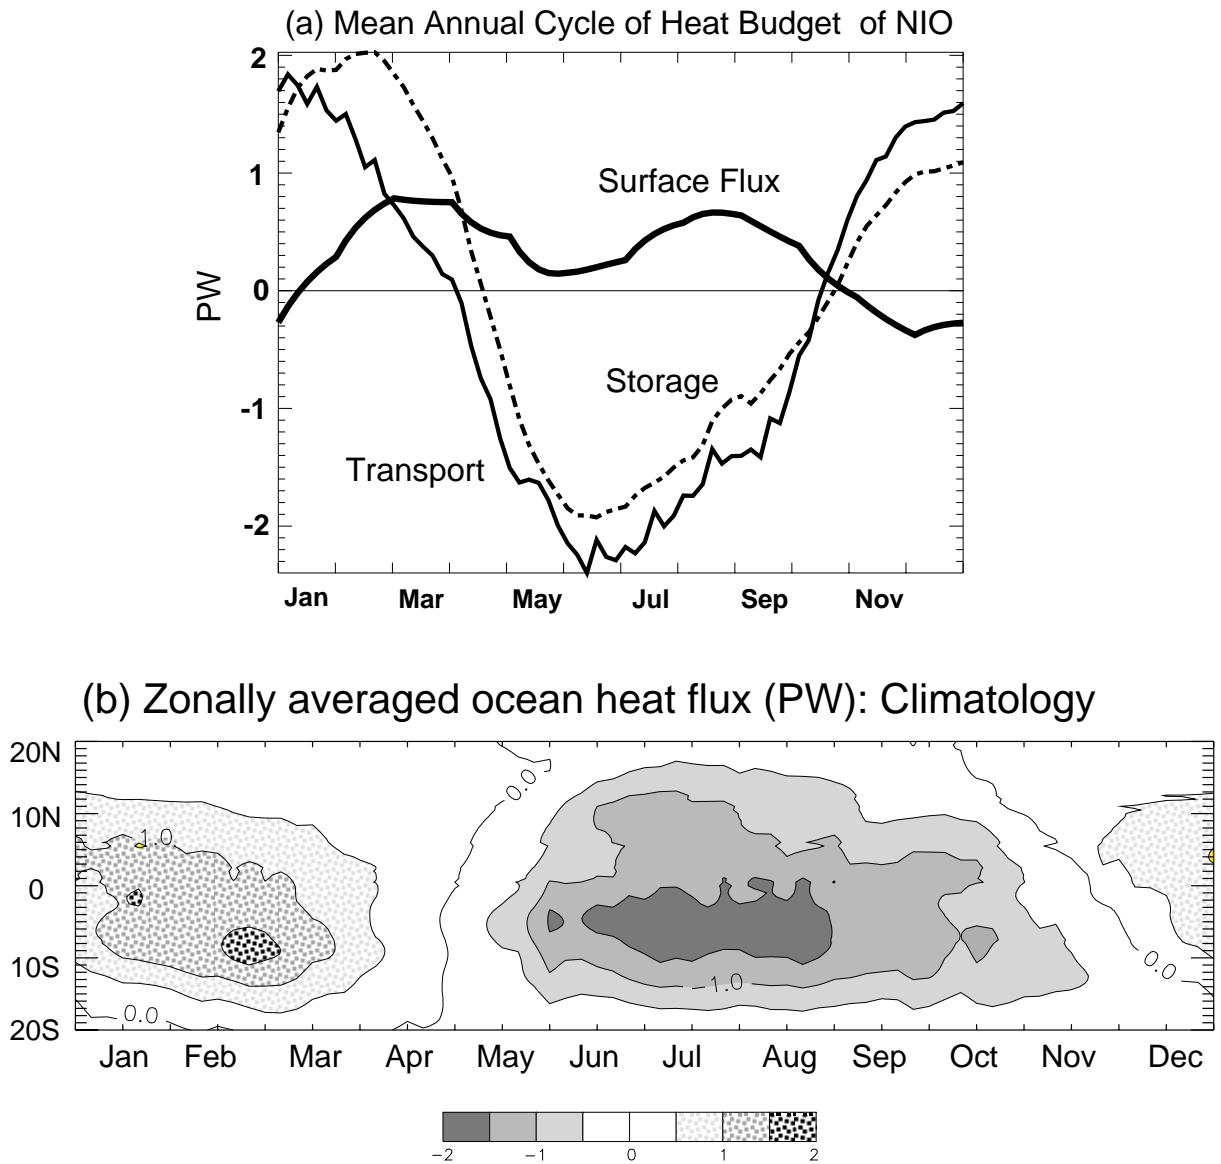 (a) Mean Annual Cycle of Heat Budget of NIO
2
1
0
-1
-2
PW
Surface Flux
Storage
Transport
Jan Mar May Jul Sep Nov
(b) Zonally averaged ocean heat flux (PW): Climatology
20N
10N
0
10S
20S
1.0
0.0
0.0
1.0
0.0
Jan Feb Mar Apr May Jun Jul Aug Sep Oct Nov Dec
−2 −1 0 1 2